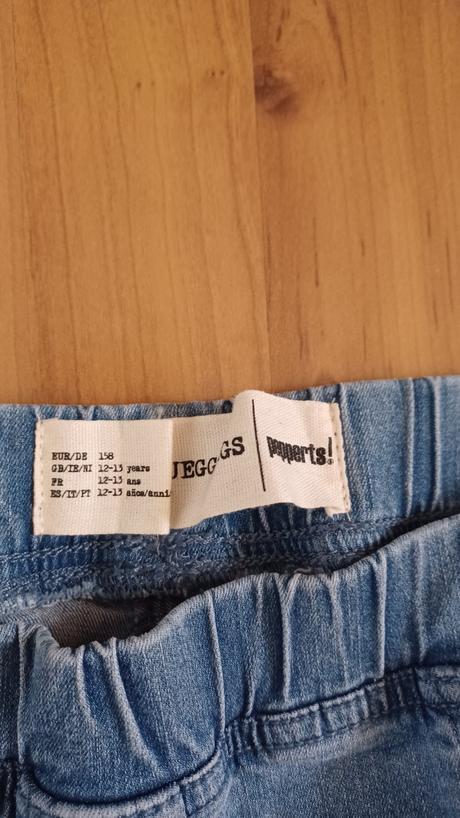 EUR/DE 158
GB/IE/NI 12-13 years
FR 12-13 ans
ES/IT/PT 12-13 años/anni
JEGGGS
pepperts!